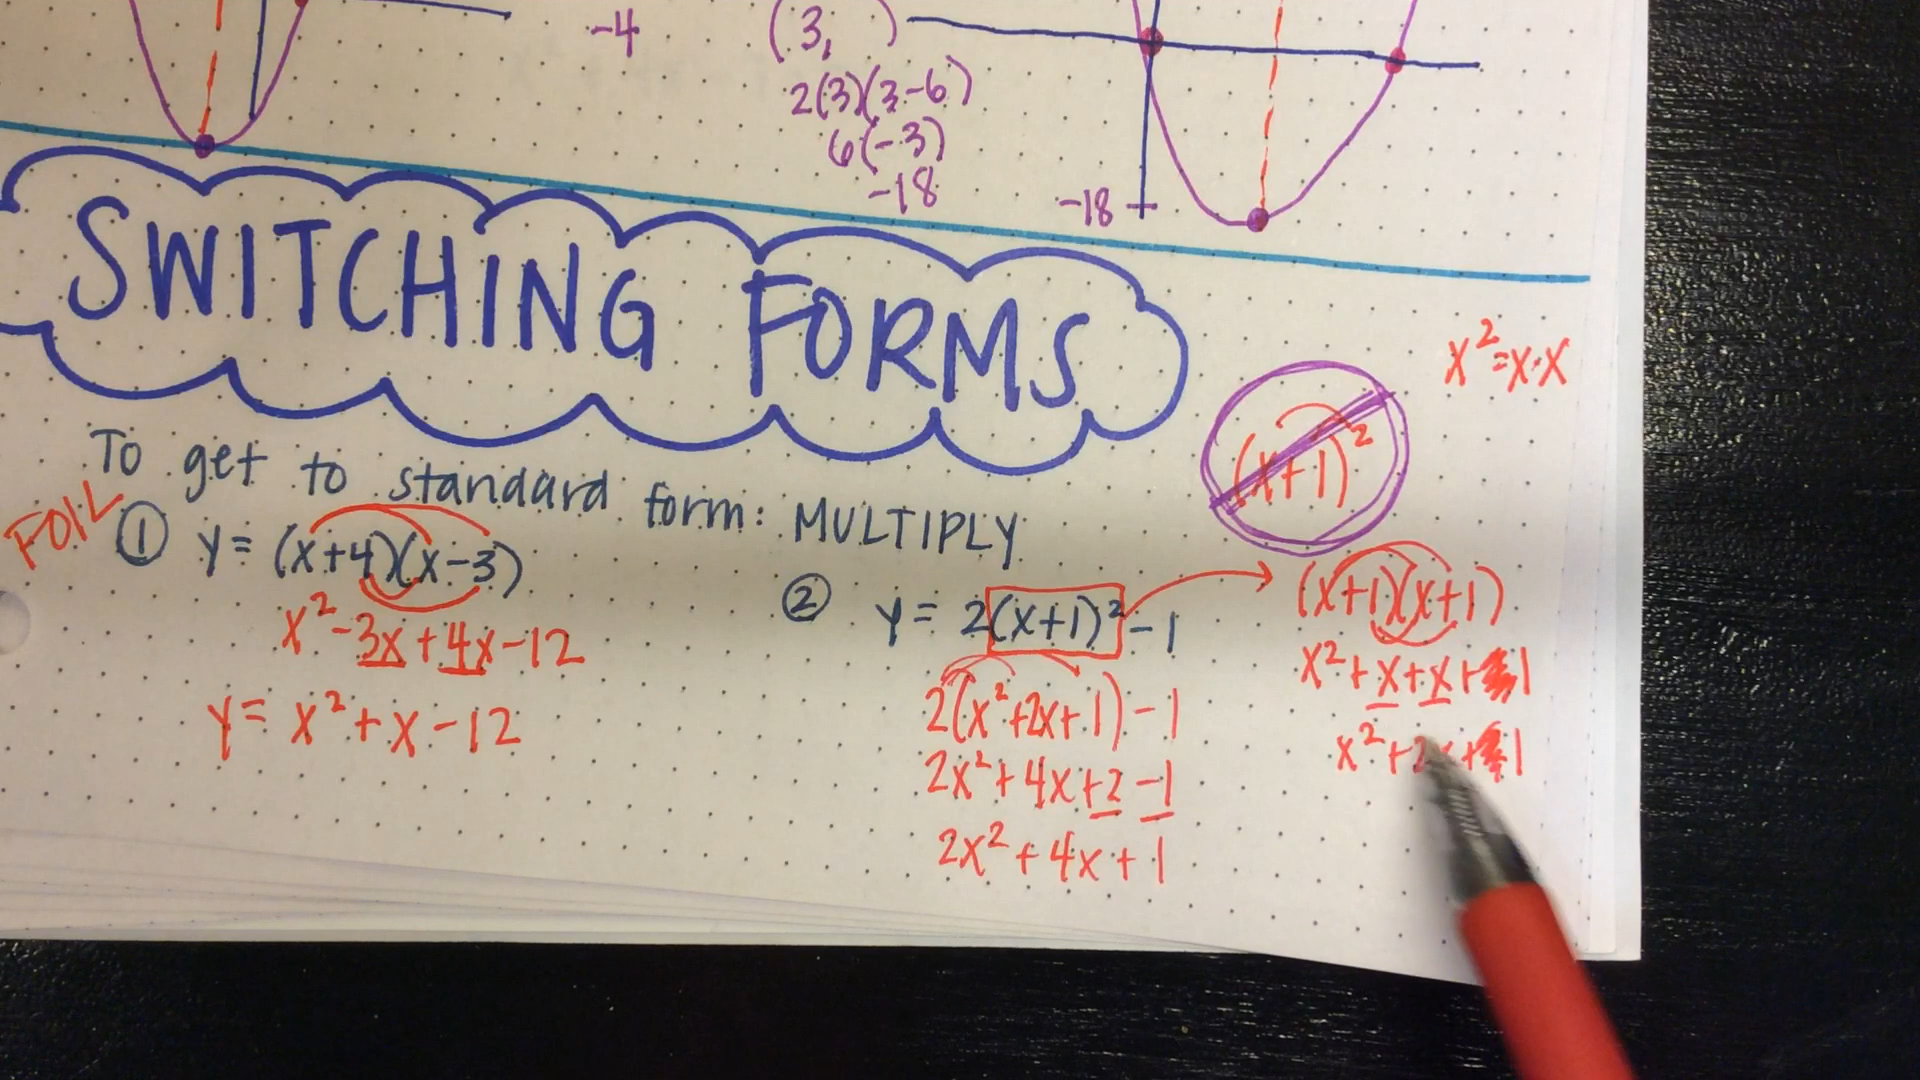 -4
(3, )
2(3)(3-6)
6(-3)
-18
-18
SWITCHING FORMS
x²=x·x
(x+1)²
To get to standard form: MULTIPLY
FOIL
① y= (x+4)(x-3)
x²-3x+4x-12
y= x²+x-12
② y= 2(x+1)²-1
2(x²+2x+1)-1
2x²+4x+2-1
2x²+4x+1
(x+1)(x+1)
x²+x+x+1
x²+2x+1